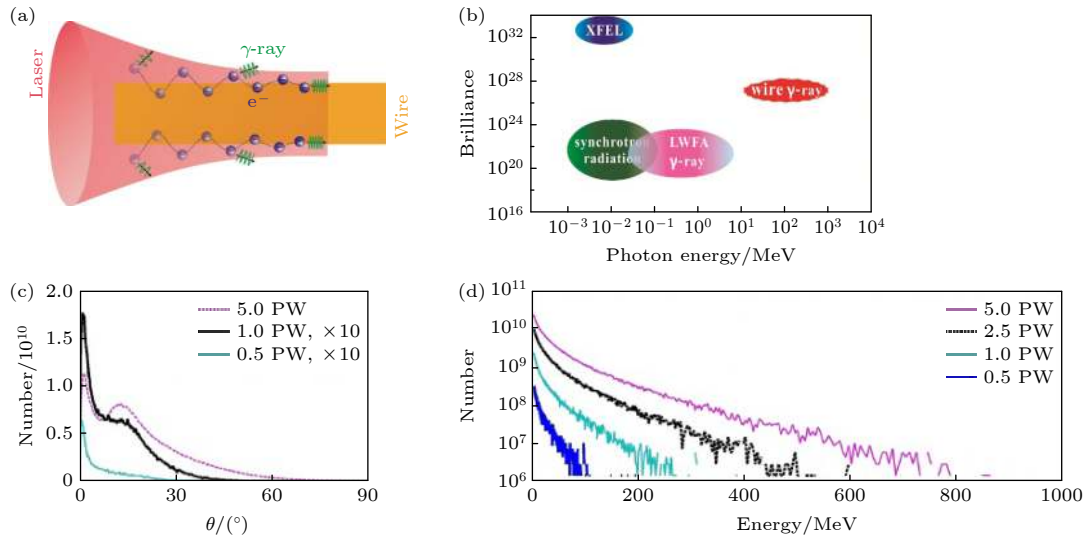 (a)
Laser
γ-ray
e⁻
Wire
(b)
Brilliance
10³²
10²⁸
10²⁴
10²⁰
10¹⁶
XFEL
wire γ-ray
synchrotron
radiation
LWFA
γ-ray
10⁻³ 10⁻² 10⁻¹ 10⁰ 10¹ 10² 10³ 10⁴
Photon energy/MeV
(c)
Number/10¹⁰
2.0
1.5
1.0
0.5
0
5.0 PW
1.0 PW, ×10
0.5 PW, ×10
0 30 60 90
θ/(°)
(d)
Number
10¹¹
10¹⁰
10⁹
10⁸
10⁷
10⁶
5.0 PW
2.5 PW
1.0 PW
0.5 PW
0 200 400 600 800 1000
Energy/MeV